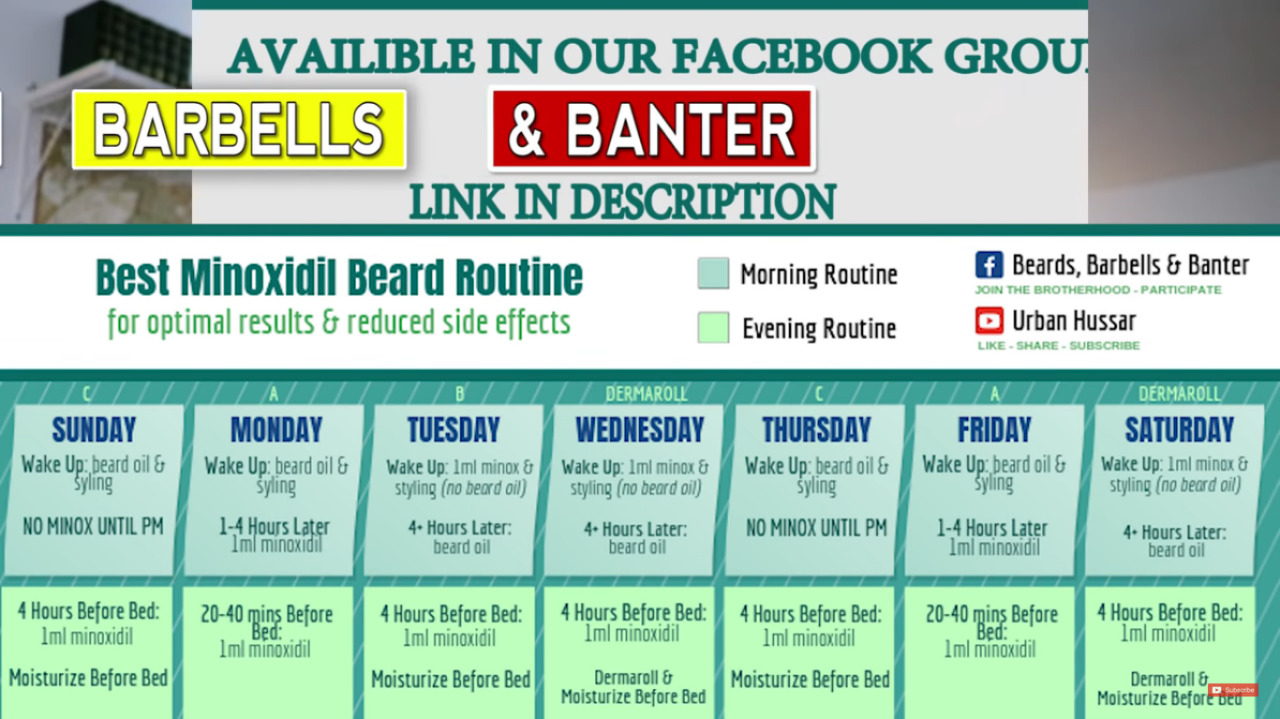 AVAILIBLE IN OUR FACEBOOK GROU
BARBELLS & BANTER
LINK IN DESCRIPTION
Best Minoxidil Beard Routine
for optimal results & reduced side effects
Morning Routine
Evening Routine
Beards, Barbells & Banter
JOIN THE BROTHERHOOD - PARTICIPATE
Urban Hussar
LIKE - SHARE - SUBSCRIBE
C
SUNDAY
Wake Up: beard oil &
syling
NO MINOX UNTIL PM
4 Hours Before Bed:
1ml minoxidil
Moisturize Before Bed
A
MONDAY
Wake Up: beard oil &
syling
1-4 Hours Later
1ml minoxidil
20-40 mins Before
Bed:
1ml minoxidil
B
TUESDAY
Wake Up: 1ml minox &
styling (no beard oil)
4+ Hours Later:
beard oil
4 Hours Before Bed:
1ml minoxidil
Moisturize Before Bed
DERMAROLL
WEDNESDAY
Wake Up: 1ml minox &
styling (no beard oil)
4+ Hours Later:
beard oil
4 Hours Before Bed:
1ml minoxidil
Dermaroll &
Moisturize Before Bed
C
THURSDAY
Wake Up: beard oil &
syling
NO MINOX UNTIL PM
4 Hours Before Bed:
1ml minoxidil
Moisturize Before Bed
A
FRIDAY
Wake Up: beard oil &
syling
1-4 Hours Later
1ml minoxidil
20-40 mins Before
Bed:
1ml minoxidil
DERMAROLL
SATURDAY
Wake Up: 1ml minox &
styling (no beard oil)
4+ Hours Later:
beard oil
4 Hours Before Bed:
1ml minoxidil
Dermaroll &
Moisturize Before Bed
Subscribe